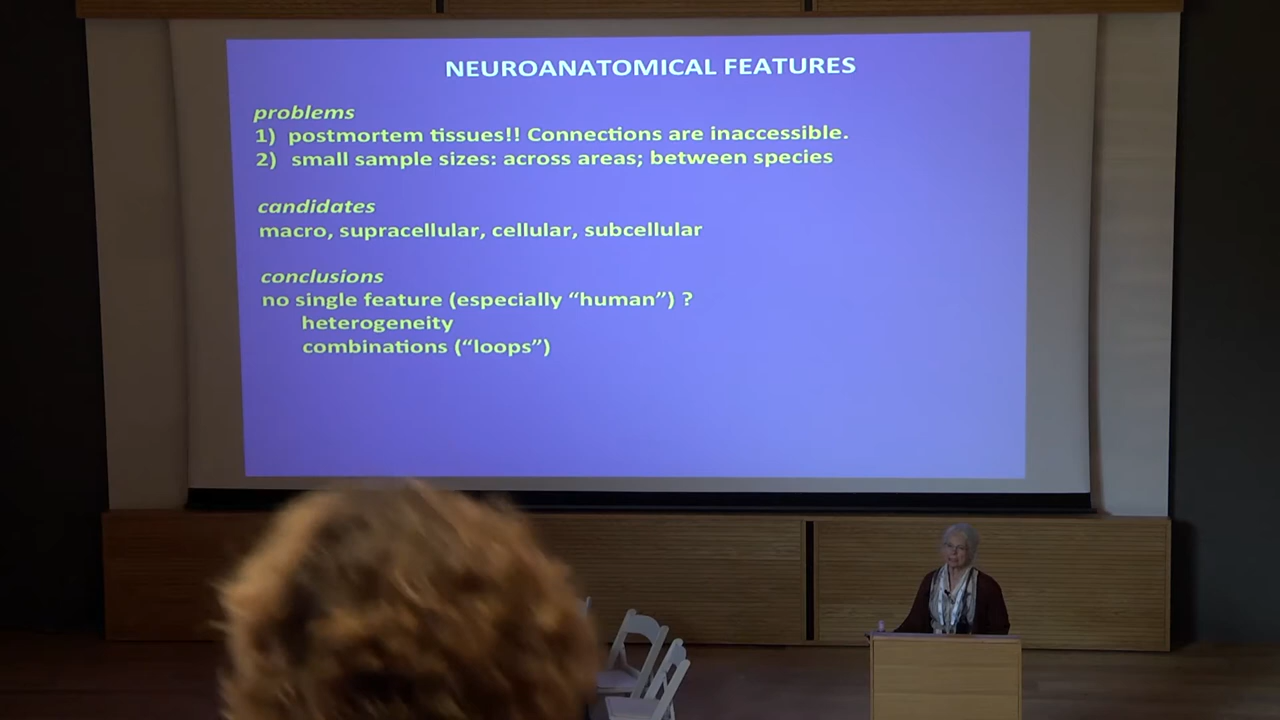 NEUROANATOMICAL FEATURES
problems
1) postmortem tissues!! Connections are inaccessible.
2) small sample sizes: across areas; between species
candidates
macro, supracellular, cellular, subcellular
conclusions
no single feature (especially “human”) ?
heterogeneity
combinations (“loops”)